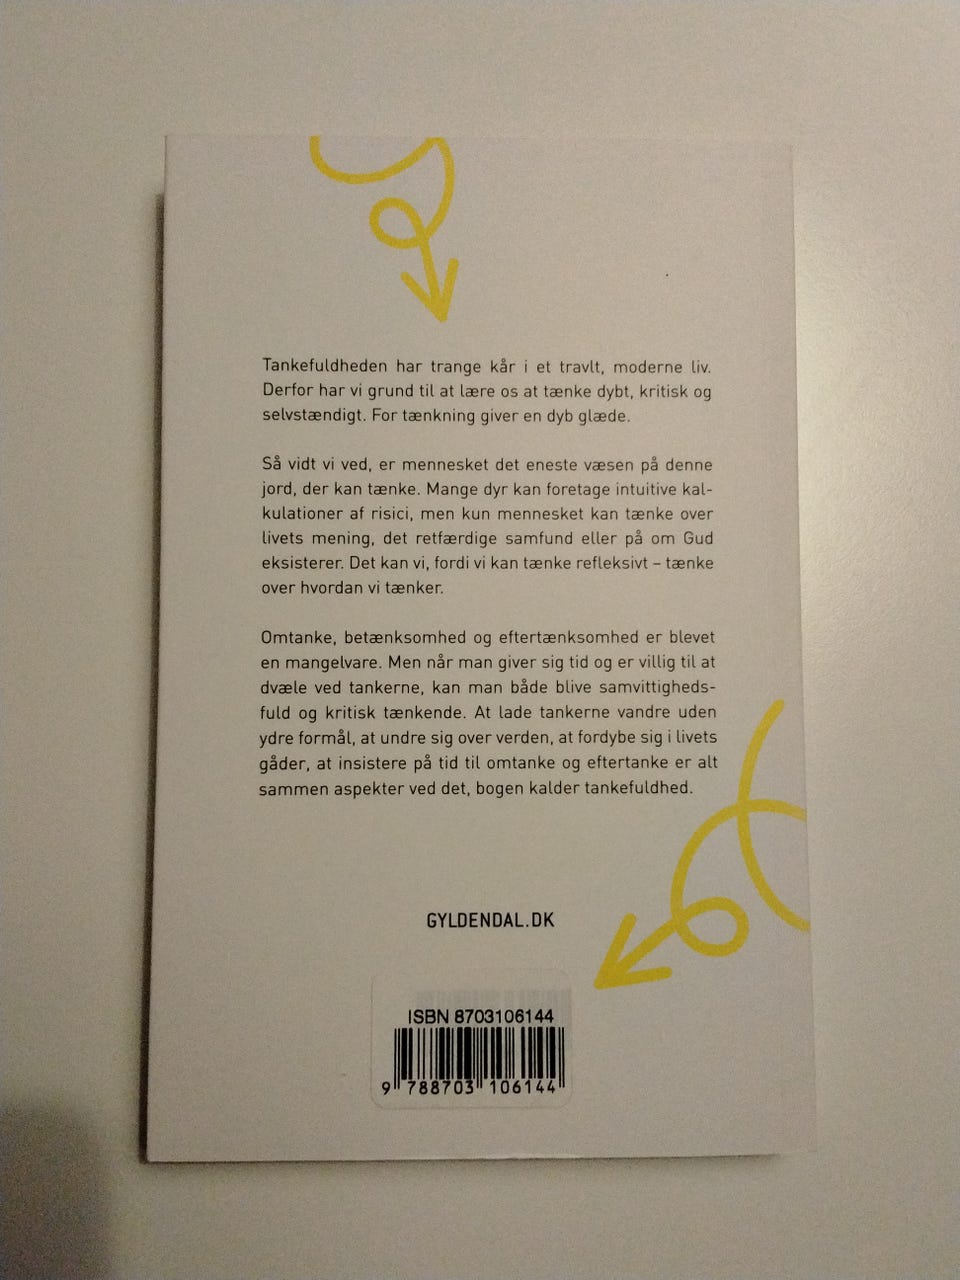 Tankefuldheden har trange kår i et travlt, moderne liv.
Derfor har vi grund til at lære os at tænke dybt, kritisk og
selvstændigt. For tænkning giver en dyb glæde.
Så vidt vi ved, er mennesket det eneste væsen på denne
jord, der kan tænke. Mange dyr kan foretage intuitive kal-
kulationer af risici, men kun mennesket kan tænke over
livets mening, det retfærdige samfund eller på om Gud
eksisterer. Det kan vi, fordi vi kan tænke refleksivt – tænke
over hvordan vi tænker.
Omtanke, betænksomhed og eftertænksomhed er blevet
en mangelvare. Men når man giver sig tid og er villig til at
dvæle ved tankerne, kan man både blive samvittigheds-
fuld og kritisk tænkende. At lade tankerne vandre uden
ydre formål, at undre sig over verden, at fordybe sig i livets
gåder, at insistere på tid til omtanke og eftertanke er alt
sammen aspekter ved det, bogen kalder tankefuldhed.
GYLDENDAL.DK
ISBN 8703106144
9 788703 106144